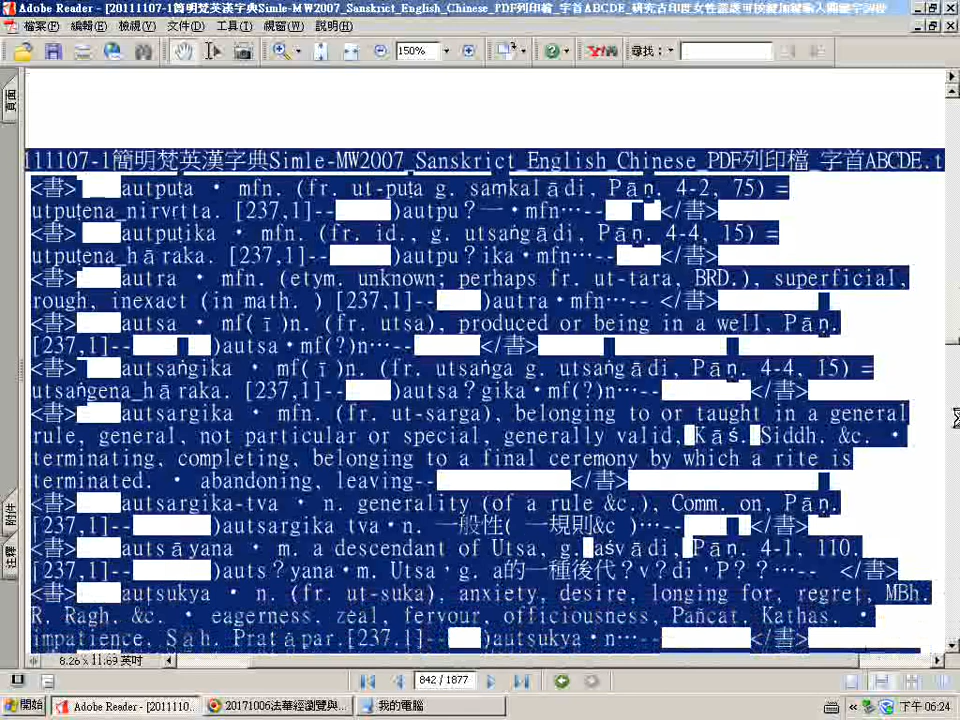 Adobe Reader - [20111107-1簡明梵英漢字典Simle-MW2007_Sanskrict_English_Chinese_PDF列印檔_字首ABCDE_研究古印度女性
檔案(F) 編輯(E) 檢視(V) 文件(D) 工具(T) 視窗(W) 說明(H)
150% 尋找:
頁面
111107-1簡明梵英漢字典Simle-MW2007_Sanskrict_English_Chinese_PDF列印檔_字首ABCDE.t
<書> autpuṭa • mfn. (fr. ut-puṭa g. saṃkalādi, Pāṇ. 4-2, 75) =
utpuṭena_nirvṛtta. [237,1]-- )autpu？一•mfn…-- </書>
<書> autpuṭika • mfn. (fr. id., g. utsaṅgādi, Pāṇ. 4-4, 15) =
utpuṭena_hāraka. [237,1]-- )autpu？ika•mfn…-- </書>
<書> autra • mfn. (etym. unknown; perhaps fr. ut-tara, BRD.), superficial,
rough, inexact (in math. ) [237,1]-- )autra•mfn…-- </書>
<書> autsa • mf(ī)n. (fr. utsa), produced or being in a well, Pāṇ.
[237,1]-- )autsa•mf(?)n…-- </書>
<書> autsaṅgika • mf(ī)n. (fr. utsaṅga g. utsaṅgādi, Pāṇ. 4-4, 15) =
utsaṅgena_hāraka. [237,1]-- )autsa？gika•mf(?)n…-- </書>
<書> autsargika • mfn. (fr. ut-sarga), belonging to or taught in a general
rule, general, not particular or special, generally valid, Kāś. Siddh. &c. •
terminating, completing, belonging to a final ceremony by which a rite is
terminated. • abandoning, leaving-- </書>
<書> autsargika-tva • n. generality (of a rule &c.), Comm. on, Pāṇ.
[237,1]-- )autsargika tva•n. 一般性( 一規則&c )…-- </書>
<書> autsāyana • m. a descendant of Utsa, g. aśvādi, Pāṇ. 4-1, 110.
[237,1]-- )auts？yana•m. Utsa，g. a的一種後代？v？di，P？？…-- </書>
<書> autsukya • n. (fr. ut-suka), anxiety, desire, longing for, regret, MBh.
R. Ragh. &c. • eagerness, zeal, fervour, officiousness, Pañcat. Kathās. •
impatience, Sāh. Pratāpar.[237,1]-- )autsukya•n…-- </書>
附件
註釋
8.26 x 11.69 英吋
842 / 1877
開始 Adobe Reader - [201110... 20171006法華經瀏覽與... 我的電腦 下午 06:24